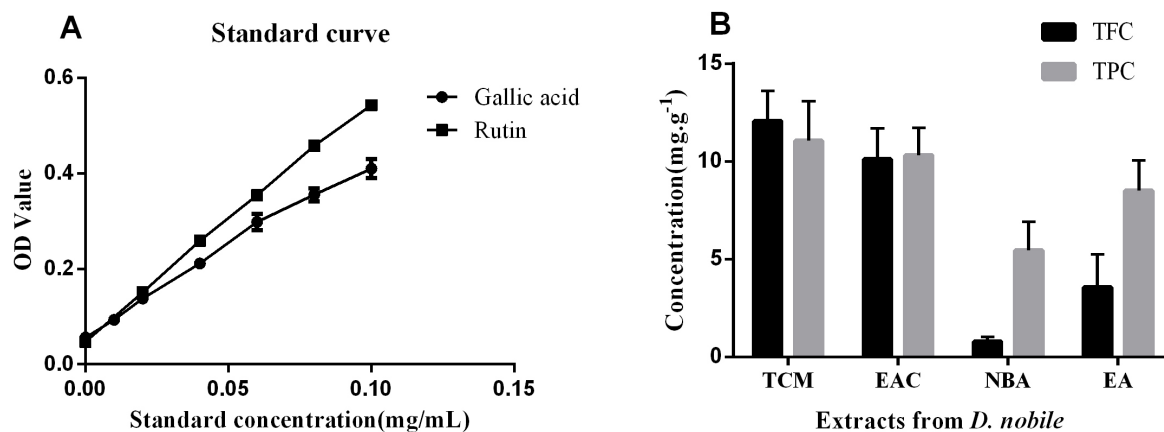 A
Standard curve
0.6
0.4
0.2
0.0
OD Value
0.00
0.05
0.10
0.15
Standard concentration(mg/mL)
Gallic acid
Rutin
B
TFC
TPC
15
10
5
0
Concentration(mg.g⁻¹)
TCM
EAC
NBA
EA
Extracts from D. nobile